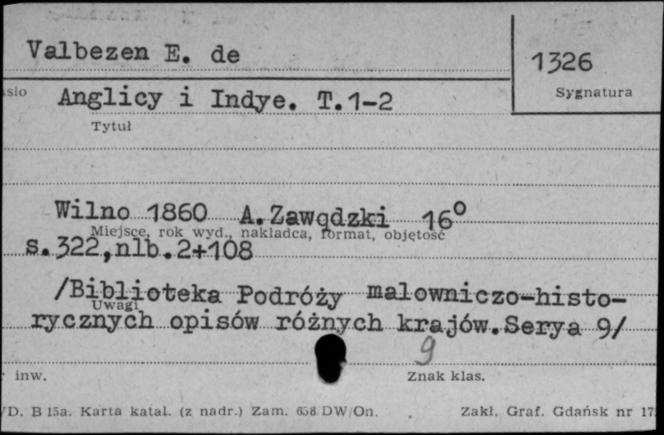 Valbezen E. de
1326
Sygnatura
Anglicy i Indye. T.1-2
Tytuł
Wilno 1860 A.Zawądzki 16°
Miejsce, rok wyd., nakładca, format, objętość
s.322,nlb.2+108
/Biblioteka Podróży malowniczo-histo-
Uwagi
rycznych opisów różnych krajów.Serya 9/
9
inw.
Znak klas.
/D. B 15a. Karta katal. (z nadr.) Zam. 658 DW/On.
Zakł. Graf. Gdańsk nr